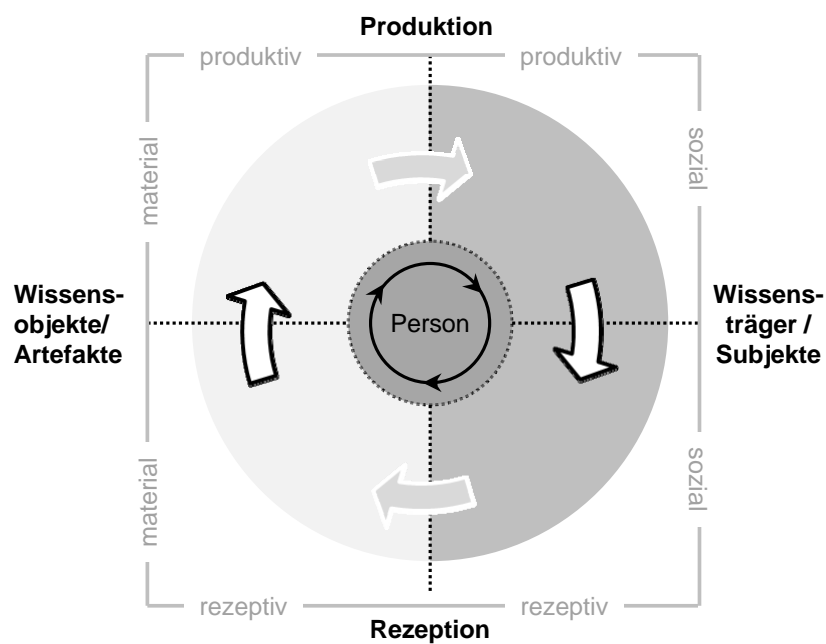 Produktion
produktiv
produktiv
material
sozial
Wissens-
objekte/
Artefakte
Person
Wissens-
träger /
Subjekte
material
sozial
rezeptiv
rezeptiv
Rezeption